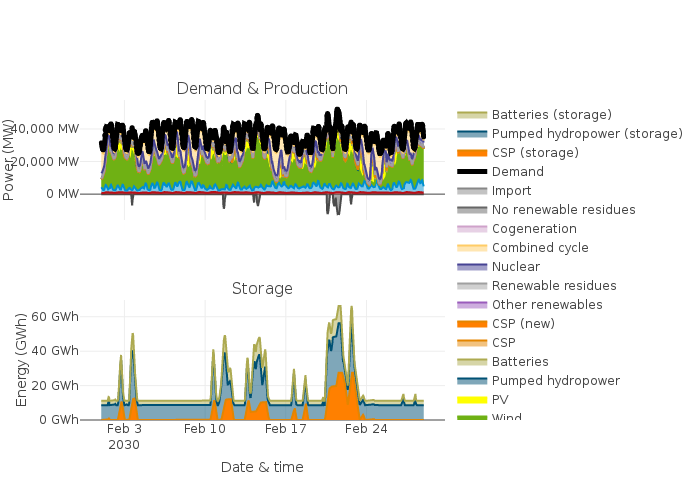 Demand & Production
Power (MW)
40,000 MW
20,000 MW
0 MW
Storage
Energy (GWh)
60 GWh
40 GWh
20 GWh
0 GWh
Feb 3
2030
Feb 10
Feb 17
Feb 24
Date & time
Batteries (storage)
Pumped hydropower (storage)
CSP (storage)
Demand
Import
No renewable residues
Cogeneration
Combined cycle
Nuclear
Renewable residues
Other renewables
CSP (new)
CSP
Batteries
Pumped hydropower
PV
Wind